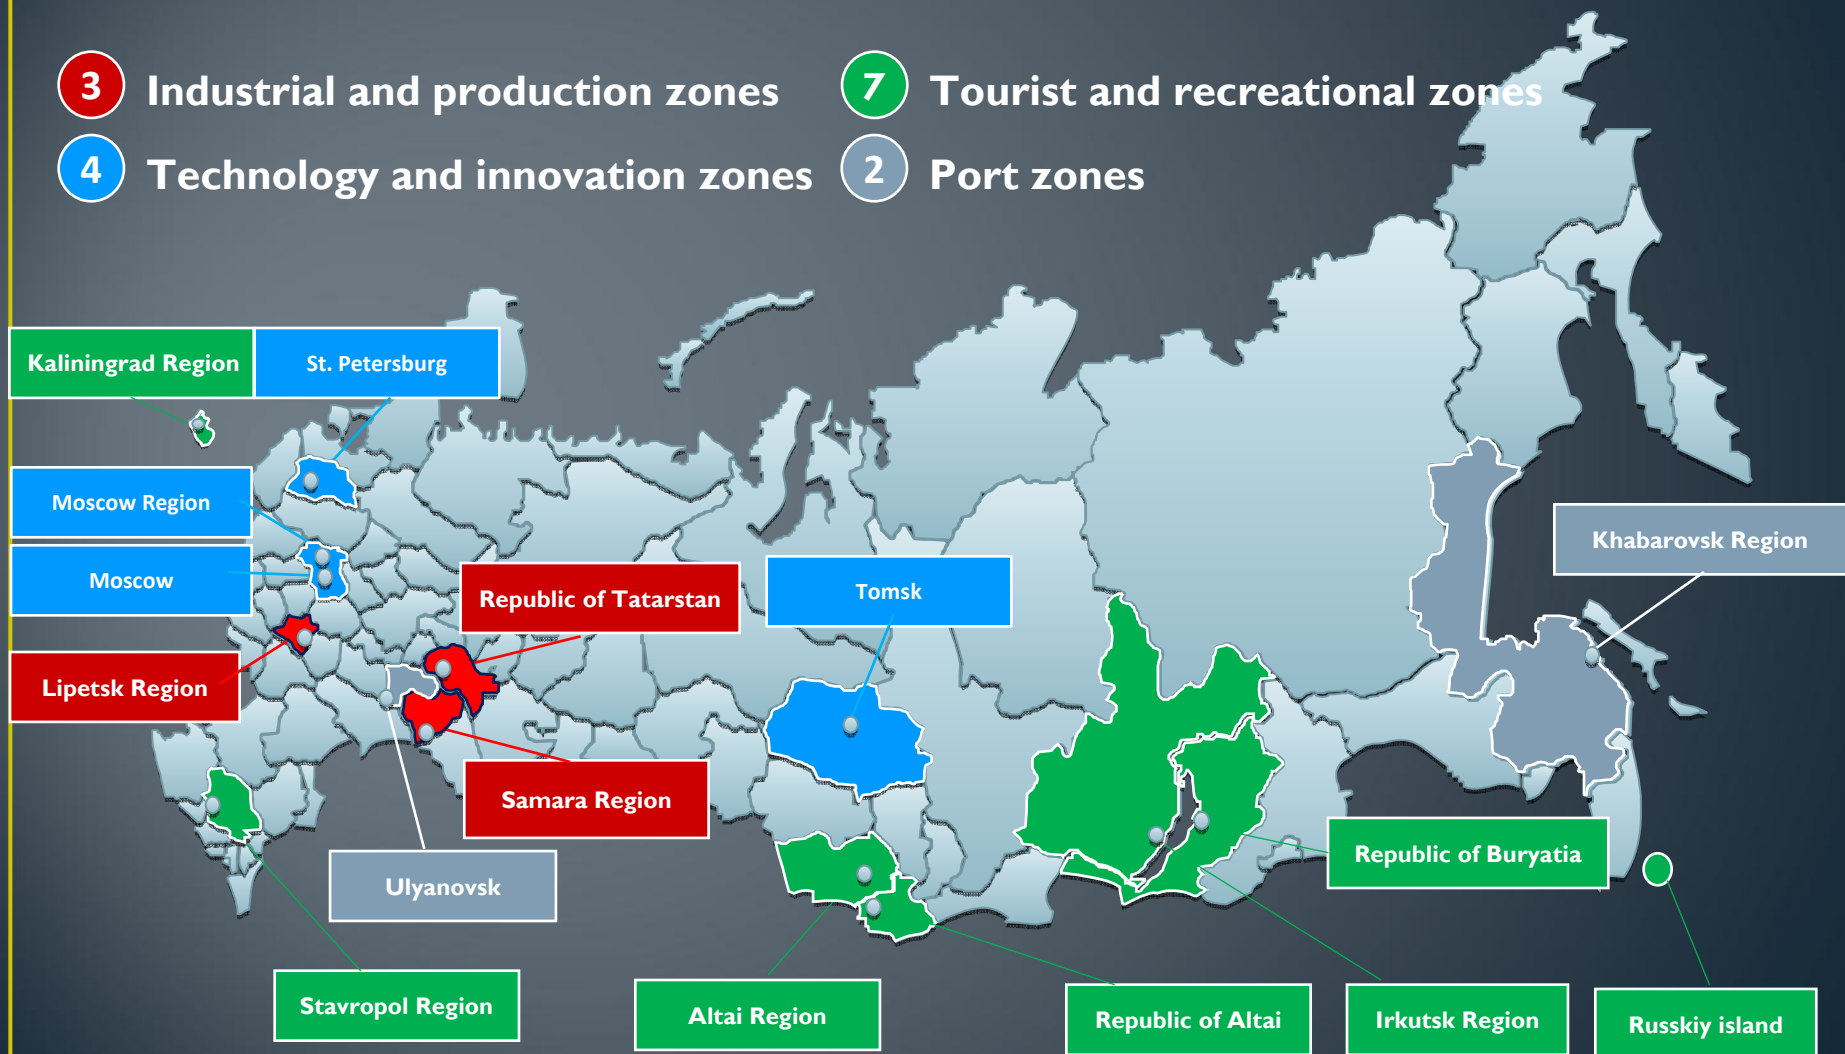 3 Industrial and production zones
7 Tourist and recreational zones
4 Technology and innovation zones
2 Port zones
Kaliningrad Region
St. Petersburg
Moscow Region
Moscow
Khabarovsk Region
Republic of Tatarstan
Tomsk
Lipetsk Region
Samara Region
Ulyanovsk
Republic of Buryatia
Stavropol Region
Altai Region
Republic of Altai
Irkutsk Region
Russkiy island